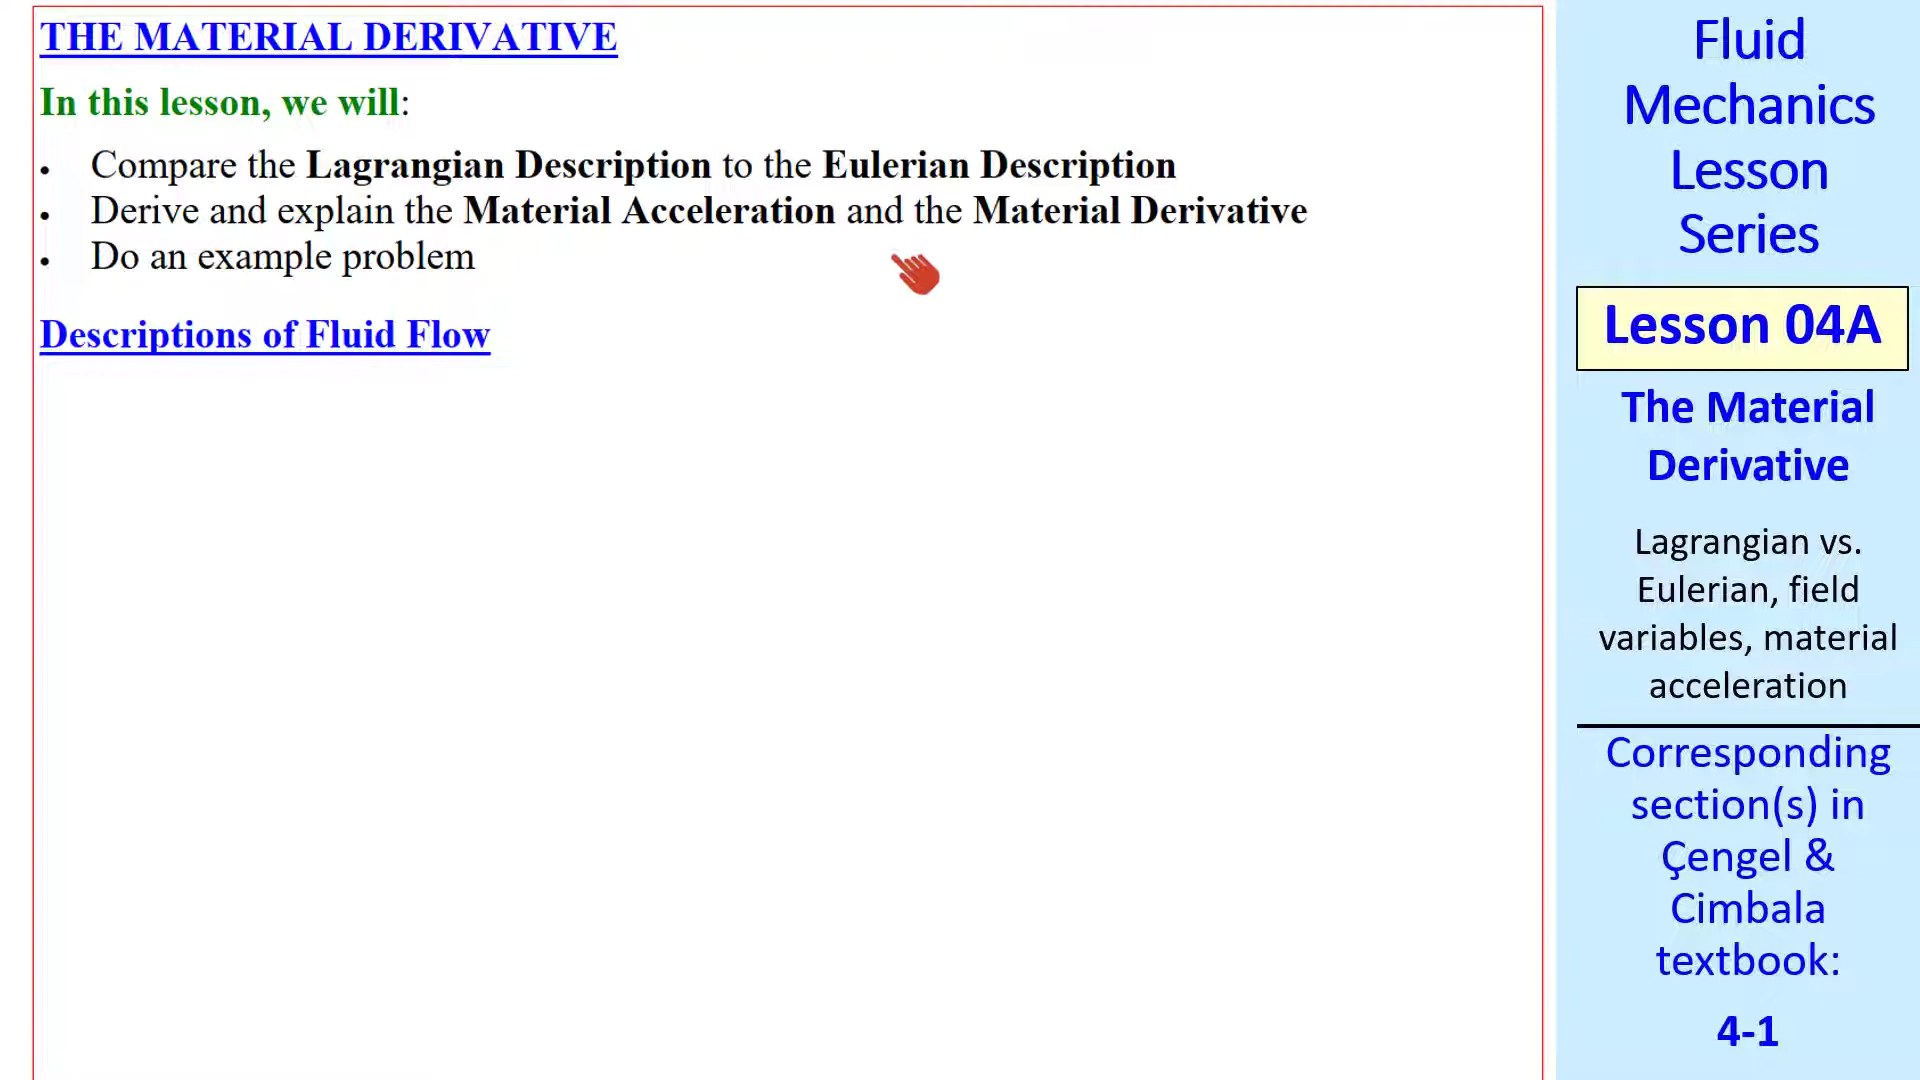 THE MATERIAL DERIVATIVE
In this lesson, we will:
• Compare the Lagrangian Description to the Eulerian Description
• Derive and explain the Material Acceleration and the Material Derivative
• Do an example problem
Descriptions of Fluid Flow
Fluid
Mechanics
Lesson
Series
Lesson 04A
The Material
Derivative
Lagrangian vs.
Eulerian, field
variables, material
acceleration
Corresponding
section(s) in
Çengel &
Cimbala
textbook:
4-1